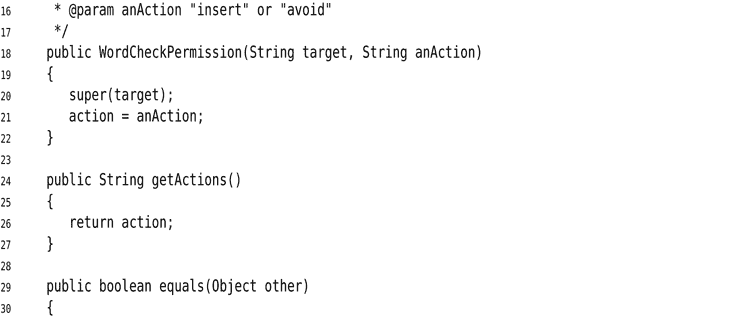 16       * @param anAction "insert" or "avoid"
17       */
18      public WordCheckPermission(String target, String anAction)
19      {
20         super(target);
21         action = anAction;
22      }
23
24      public String getActions()
25      {
26         return action;
27      }
28
29      public boolean equals(Object other)
30      {